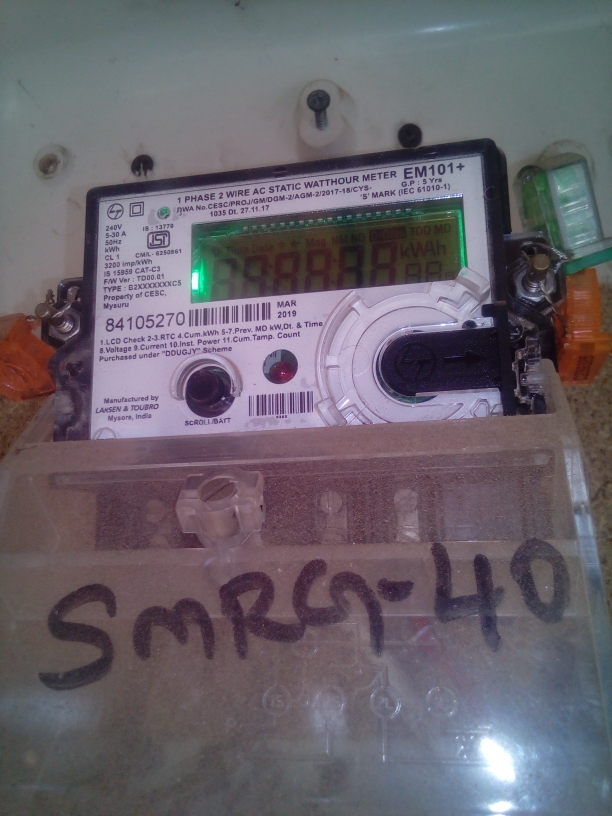 1 PHASE 2 WIRE AC STATIC WATTHOUR METER EM101+
DWA No.CESC/PROJ/GM/DGM-2/AGM-2/2017-18/CYS- G.P : 5 Yrs
1035 Dt. 27.11.17 'S' MARK (IEC 61010-1)
240V
5-30 A
50Hz
kWh
CL 1
3200 imp/kWh
IS 15959 CAT-C3
F/W Ver : TD00.01
TYPE : E2XXXXXXXC5
Property of CESC,
Mysuru
IS : 13779
ISI
CM/L- 6350561
kWAh
84105270
MAR
2019
1.LCD Check 2-3.RTC 4.Cum.kWh 5-7.Prev. MD kW,Dt. & Time
8.Voltage 9.Current 10.Inst. Power 11.Cum.Tamp. Count
Purchased under "DDUGJY" Scheme
Manufactured by
LARSEN & TOUBRO
Mysore, India
SCROLL/BATT
SMRCn-40